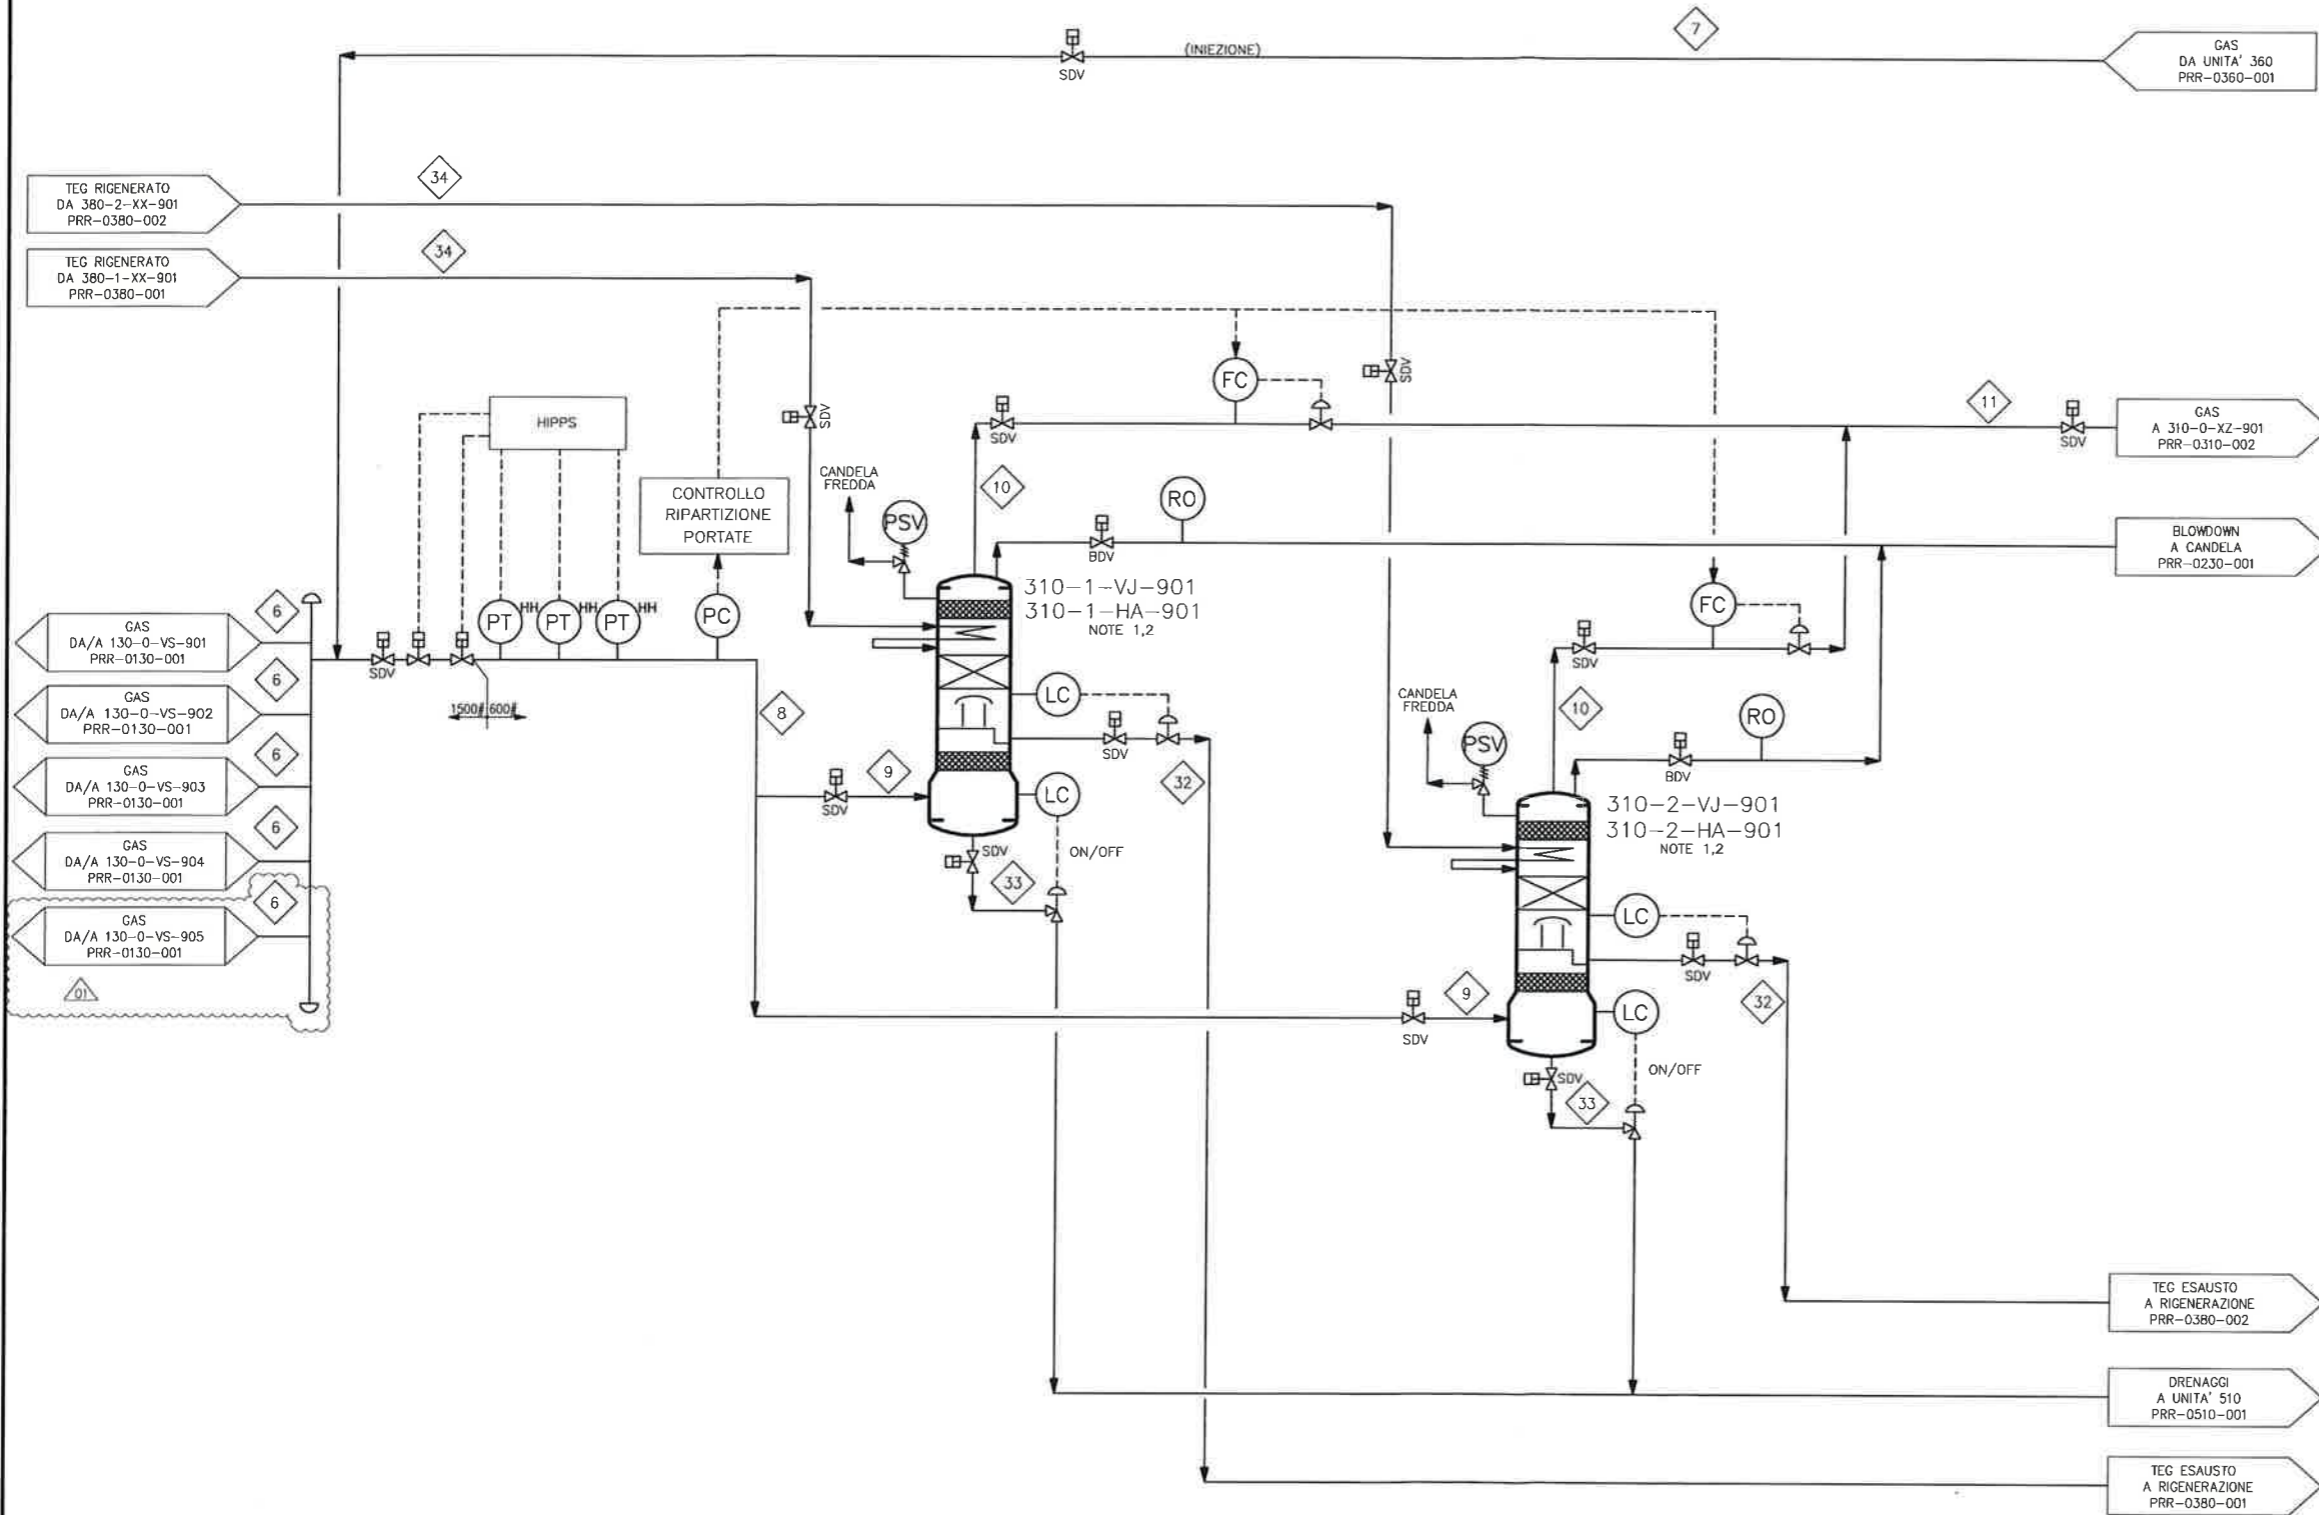 7
(INIEZIONE)
SDV
GAS
DA UNITA' 360
PRR-0360-001
TEG RIGENERATO
DA 380-2-XX-901
PRR-0380-002
34
TEG RIGENERATO
DA 380-1-XX-901
PRR-0380-001
34
HIPPS
SDV
SDV
FC
SDV
11
SDV
GAS
A 310-0-XZ-901
PRR-0310-002
CONTROLLO
RIPARTIZIONE
PORTATE
CANDELA
FREDDA
PSV
10
RO
BDV
BLOWDOWN
A CANDELA
PRR-0230-001
310-1-VJ-901
310-1-HA-901
NOTE 1,2
6
GAS
DA/A 130-0-VS-901
PRR-0130-001
SDV
PT
HH
PT
HH
PT
HH
PC
FC
SDV
6
GAS
DA/A 130-0-VS-902
PRR-0130-001
1500# 600#
8
LC
SDV
CANDELA
FREDDA
PSV
10
RO
BDV
6
GAS
DA/A 130-0-VS-903
PRR-0130-001
SDV
9
LC
32
310-2-VJ-901
310-2-HA-901
NOTE 1,2
6
GAS
DA/A 130-0-VS-904
PRR-0130-001
SDV
33
ON/OFF
6
GAS
DA/A 130-0-VS-905
PRR-0130-001
01
LC
SDV
32
SDV
9
LC
SDV
33
ON/OFF
TEG ESAUSTO
A RIGENERAZIONE
PRR-0380-002
DRENAGGI
A UNITA' 510
PRR-0510-001
TEG ESAUSTO
A RIGENERAZIONE
PRR-0380-001